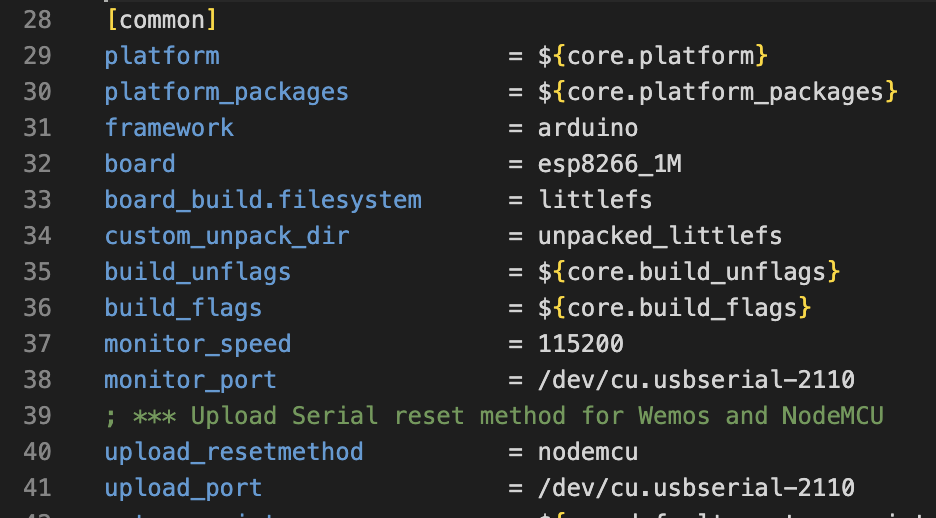 28 [common]
29 platform = ${core.platform}
30 platform_packages = ${core.platform_packages}
31 framework = arduino
32 board = esp8266_1M
33 board_build.filesystem = littlefs
34 custom_unpack_dir = unpacked_littlefs
35 build_unflags = ${core.build_unflags}
36 build_flags = ${core.build_flags}
37 monitor_speed = 115200
38 monitor_port = /dev/cu.usbserial-2110
39 ; *** Upload Serial reset method for Wemos and NodeMCU
40 upload_resetmethod = nodemcu
41 upload_port = /dev/cu.usbserial-2110